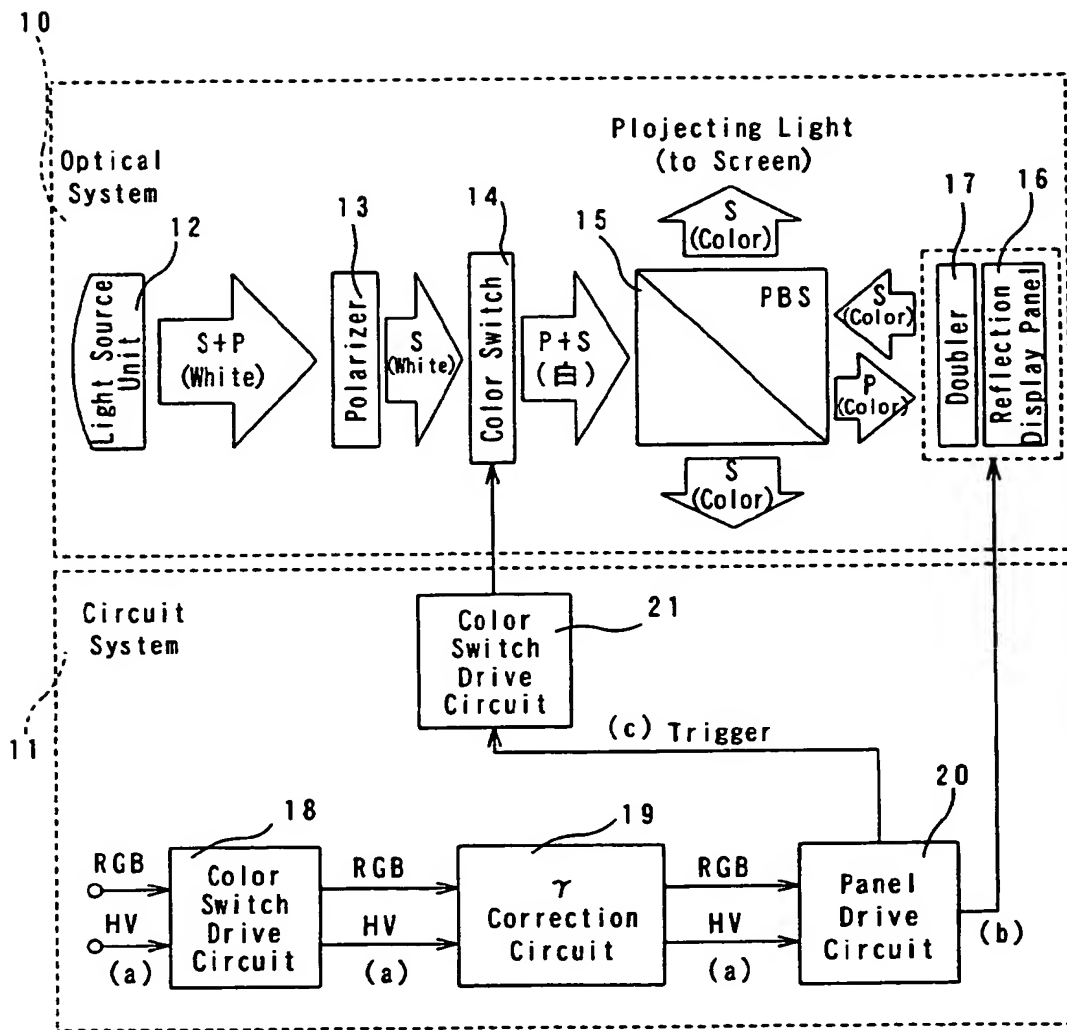 10
Optical
System
Plojecting Light
(to Screen)
12
13
14
15
17
16
Light Source
Unit
S+P
(White)
Polarizer
S
(White)
Color Switch
P+S
(白)
S
(Color)
PBS
S
(Color)
P
(Color)
S
(Color)
Doubler
Reflection
Display Panel
Circuit
System
11
Color
Switch
Drive
Circuit
21
(c) Trigger
18
19
20
RGB
HV
(a)
Color
Switch
Drive
Circuit
RGB
HV
(a)
γ
Correction
Circuit
RGB
HV
(a)
Panel
Drive
Circuit
(b)